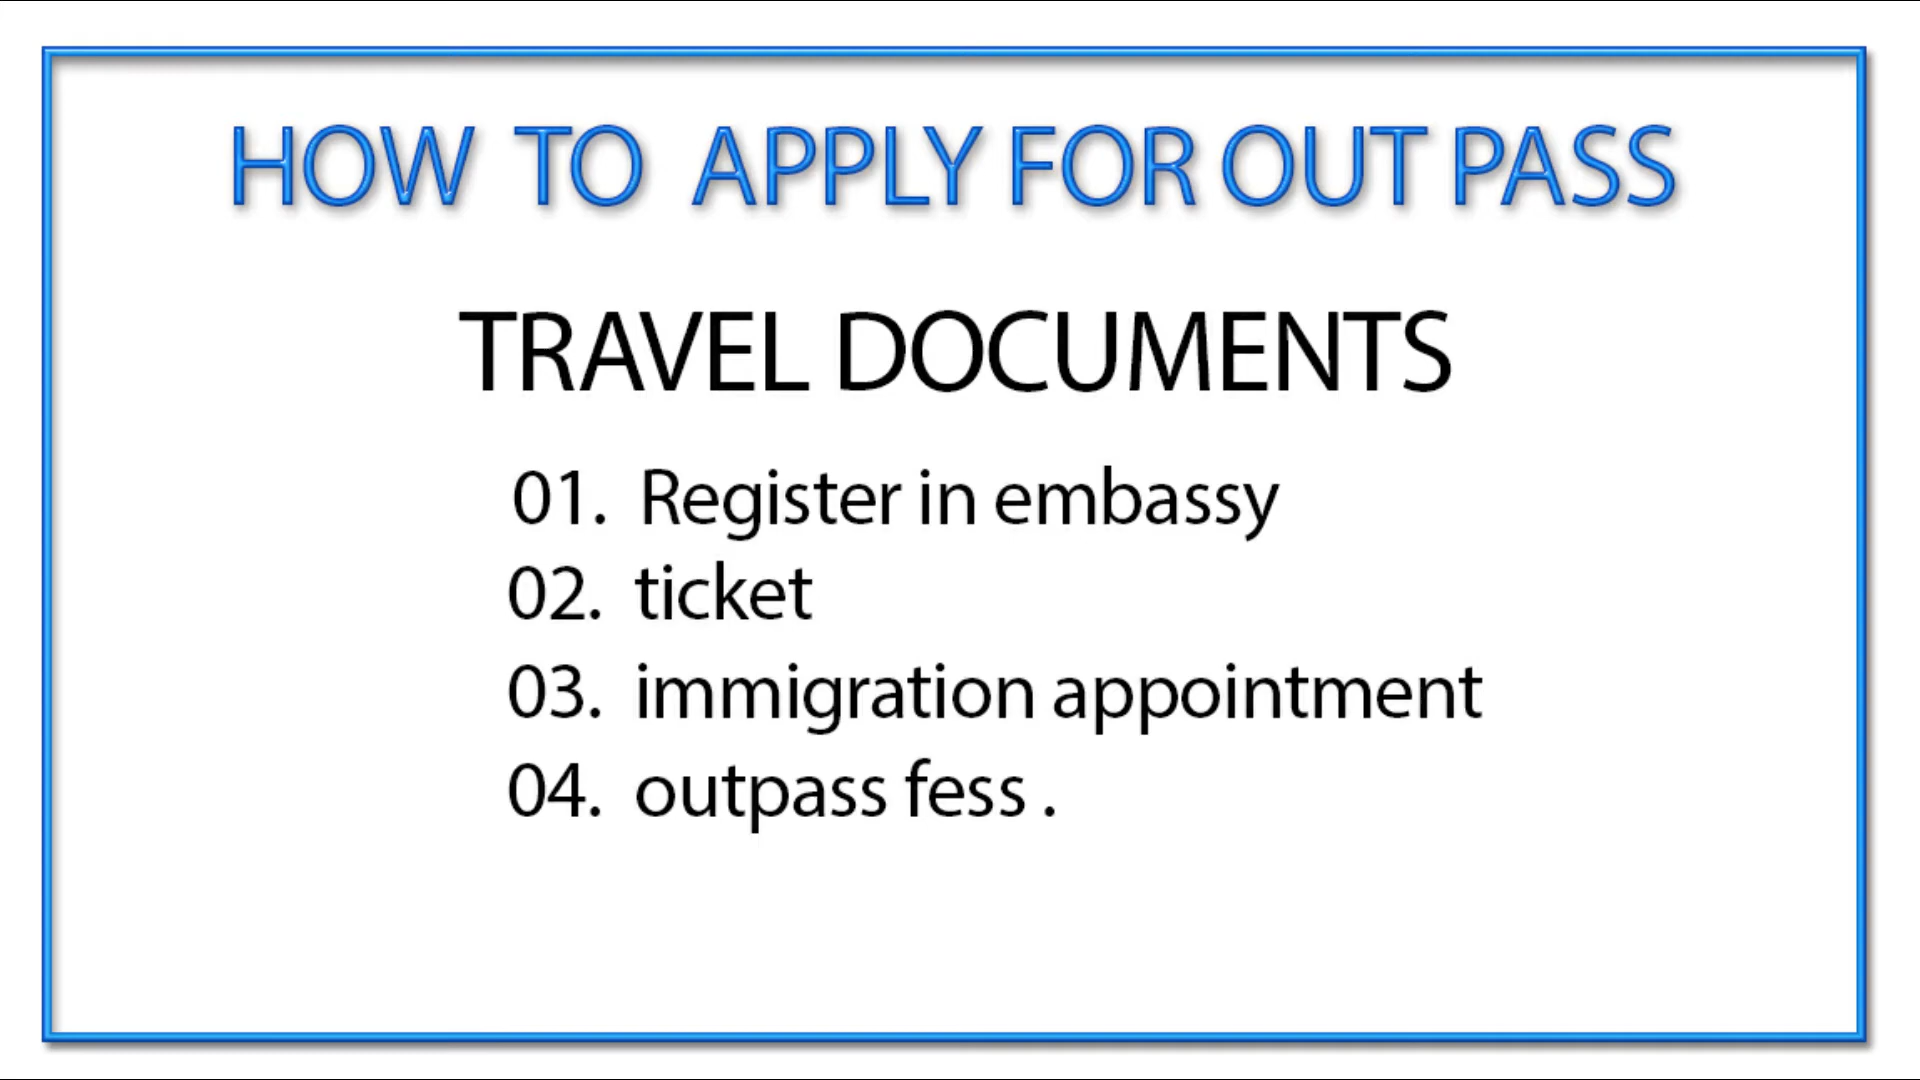 HOW TO APPLY FOR OUT PASS
TRAVEL DOCUMENTS
01. Register in embassy
02. ticket
03. immigration appointment
04. outpass fess .